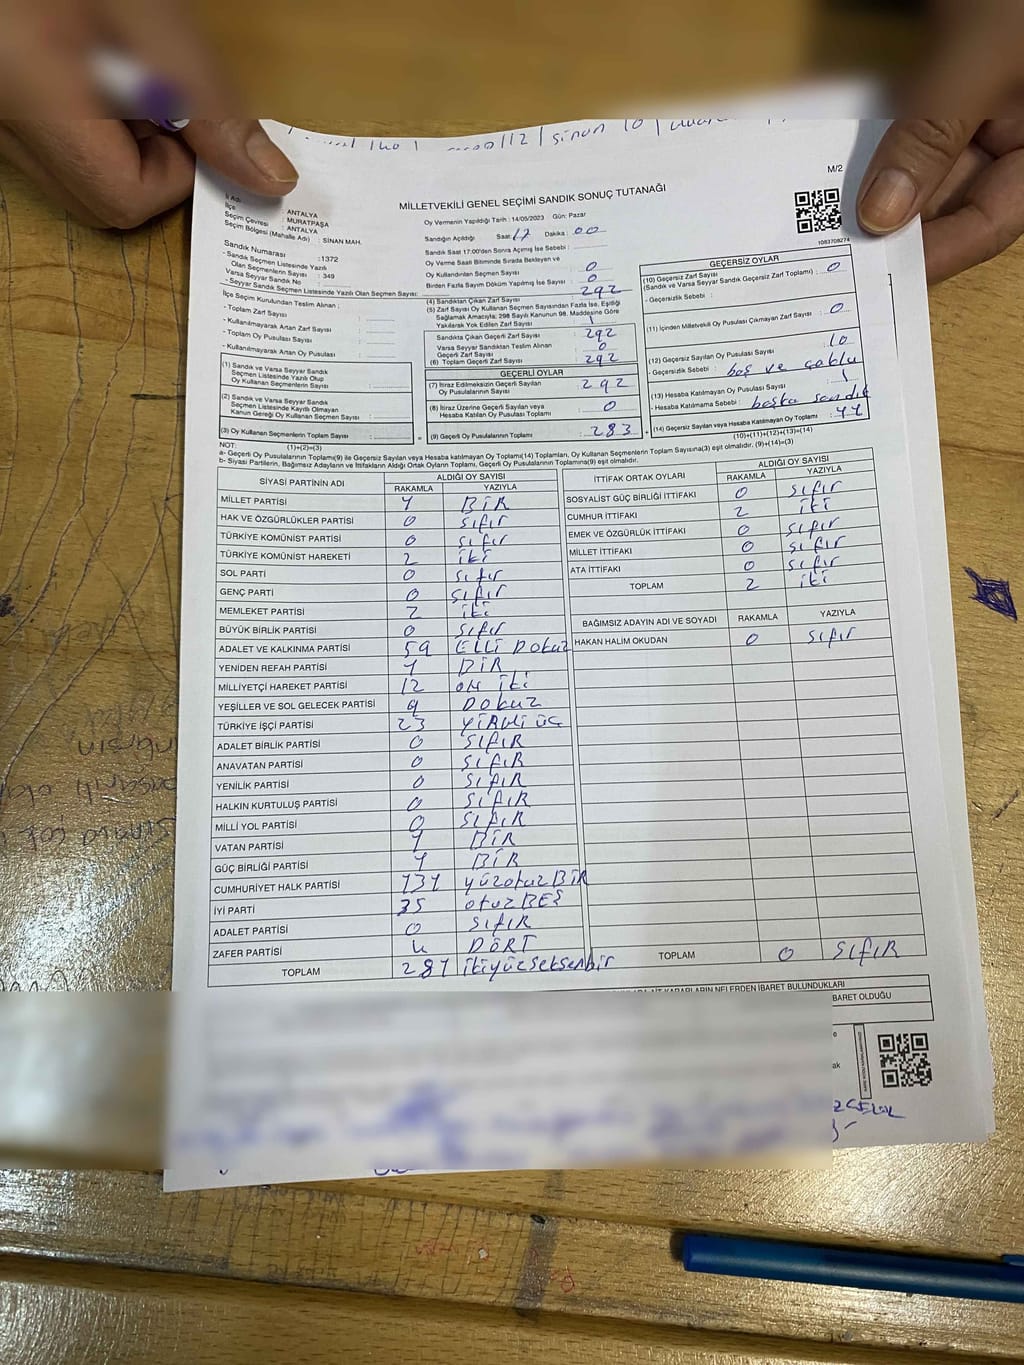 sinan 10
M/2
MİLLETVEKİLİ GENEL SEÇİMİ SANDIK SONUÇ TUTANAĞI
İl Adı : ANTALYA
İlçe : MURATPAŞA
Seçim Çevresi : ANTALYA
Seçim Bölgesi (Mahalle Adı) : SİNAN MAH.
Oy Vermenin Yapıldığı Tarih : 14/05/2023 Gün: Pazar
Sandığın Açıldığı Saat: 17 Dakika : 00
Sandık Saat 17:00'den Sonra Açılmış İse Sebebi :
Oy Verme Saati Bitiminde Sırada Bekleyen ve
Oy Kullandırılan Seçmen Sayısı : 0
Birden Fazla Sayım Döküm Yapılmış İse Sayısı : 0
1083708274
Sandık Numarası :1372
- Sandık Seçmen Listesinde Yazılı
Olan Seçmenlerin Sayısı : 349
Varsa Seyyar Sandık No :
- Seyyar Sandık Seçmen Listesinde Yazılı Olan Seçmen Sayısı:
İlçe Seçim Kurulundan Teslim Alınan :
- Toplam Zarf Sayısı :
- Kullanılmayarak Artan Zarf Sayısı :
- Toplam Oy Pusulası Sayısı :
- Kullanılmayarak Artan Oy Pusulası
(1) Sandık ve Varsa Seyyar Sandık
Seçmen Listesinde Yazılı Olup
Oy Kullanan Seçmenlerin Sayısı :
(2) Sandık ve Varsa Seyyar Sandık
Seçmen Listesinde Kayıtlı Olmayan
Kanun Gereği Oy Kullanan Seçmen Sayısı :
(3) Oy Kullanan Seçmenlerin Toplam Sayısı :
(1)+(2)=(3)
(4) Sandıktan Çıkan Zarf Sayısı : 292
(5) Zarf Sayısı Oy Kullanan Seçmen Sayısından Fazla İse, Eşitliği
Sağlamak Amacıyla; 298 Sayılı Kanunun 98. Maddesine Göre
Yakılarak Yok Edilen Zarf Sayısı :
Sandıkta Çıkan Geçerli Zarf Sayısı : 292
Varsa Seyyar Sandıktan Teslim Alınan
Geçerli Zarf Sayısı : 0
(6) Toplam Geçerli Zarf Sayısı : 292
GEÇERLİ OYLAR
(7) İtiraz Edilmeksizin Geçerli Sayılan
Oy Pusulalarının Sayısı : 292
(8) İtiraz Üzerine Geçerli Sayılan veya
Hesaba Katılan Oy Pusulası Toplamı : 0
(9) Geçerli Oy Pusulalarının Toplamı : 283
GEÇERSİZ OYLAR
(10) Geçersiz Zarf Sayısı
(Sandık ve Varsa Seyyar Sandık Geçersiz Zarf Toplamı) : 0
- Geçersizlik Sebebi :
(11) İçinden Milletvekili Oy Pusulası Çıkmayan Zarf Sayısı : 0
(12) Geçersiz Sayılan Oy Pusulası Sayısı : 10
- Geçersizlik Sebebi : boş ve çoklu
(13) Hesaba Katılmayan Oy Pusulası Sayısı : 1
- Hesaba Katılmama Sebebi : başka sandık
(14) Geçersiz Sayılan veya Hesaba Katılmayan Oy Toplamı : 11
(10)+(11)+(12)+(13)=(14)
NOT:
a- Geçerli Oy Pusulalarının Toplamı(9) ile Geçersiz Sayılan veya Hesaba katılmayan Oy Toplamı(14) Toplamları, Oy Kullanan Seçmenlerin Toplam Sayısına(3) eşit olmalıdır. (9)+(14)=(3)
b- Siyasi Partilerin, Bağımsız Adayların ve İttifakların Aldığı Ortak Oyların Toplamı, Geçerli Oy Pusulalarının Toplamına(9) eşit olmalıdır.
SİYASİ PARTİNİN ADI ALDIĞI OY SAYISI
RAKAMLA YAZIYLA
MİLLET PARTİSİ 1 BİR
HAK VE ÖZGÜRLÜKLER PARTİSİ 0 sıfır
TÜRKİYE KOMÜNİST PARTİSİ 0 sıfır
TÜRKİYE KOMÜNİST HAREKETİ 2 iki
SOL PARTİ 0 sıfır
GENÇ PARTİ 0 sıfır
MEMLEKET PARTİSİ 2 iki
BÜYÜK BİRLİK PARTİSİ 0 sıfır
ADALET VE KALKINMA PARTİSİ 59 ELLİ DOKUZ
YENİDEN REFAH PARTİSİ 1 BİR
MİLLİYETÇİ HAREKET PARTİSİ 12 on iki
YEŞİLLER VE SOL GELECEK PARTİSİ 9 DOKUZ
TÜRKİYE İŞÇİ PARTİSİ 23 YİRMİ ÜÇ
ADALET BİRLİK PARTİSİ 0 SIFIR
ANAVATAN PARTİSİ 0 SIFIR
YENİLİK PARTİSİ 0 SIFIR
HALKIN KURTULUŞ PARTİSİ 0 SIFIR
MİLLİ YOL PARTİSİ 0 SIFIR
VATAN PARTİSİ 1 BİR
GÜÇ BİRLİĞİ PARTİSİ 1 BİR
CUMHURİYET HALK PARTİSİ 131 yüzotuz BİR
İYİ PARTİ 35 otuz BEŞ
ADALET PARTİSİ 0 SIFIR
ZAFER PARTİSİ 4 DÖRT
TOPLAM 281 ikiyüzseksenbir
İTTİFAK ORTAK OYLARI ALDIĞI OY SAYISI
RAKAMLA YAZIYLA
SOSYALİST GÜÇ BİRLİĞİ İTTİFAKI 0 sıfır
CUMHUR İTTİFAKI 2 iki
EMEK VE ÖZGÜRLÜK İTTİFAKI 0 sıfır
MİLLET İTTİFAKI 0 sıfır
ATA İTTİFAKI 0 sıfır
TOPLAM 2 iki
BAĞIMSIZ ADAYIN ADI VE SOYADI RAKAMLA YAZIYLA
HAKAN HALİM OKUDAN 0 sıfır
TOPLAM 0 SIFIR
KARARLARIN NELERDEN İBARET BULUNDUKLARI
BARET OLDUĞU